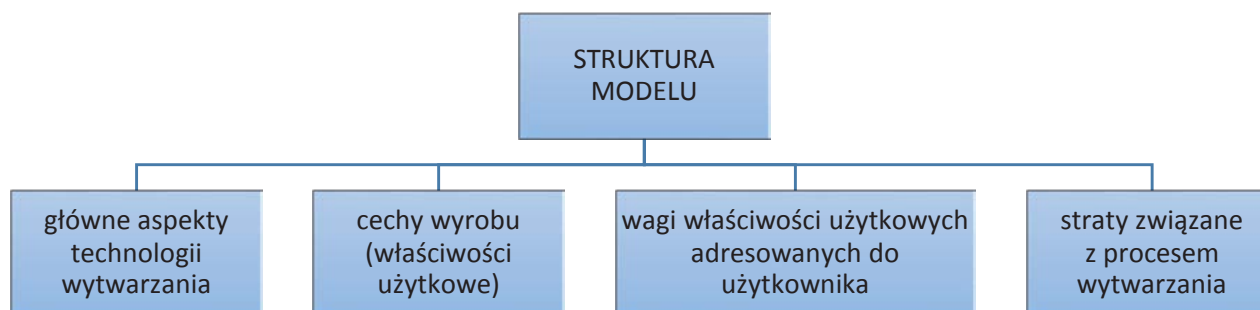 STRUKTURA
MODELU
główne aspekty
technologii
wytwarzania
cechy wyrobu
(właściwości
użytkowe)
wagi właściwości użytkowych
adresowanych do
użytkownika
straty związane
z procesem
wytwarzania